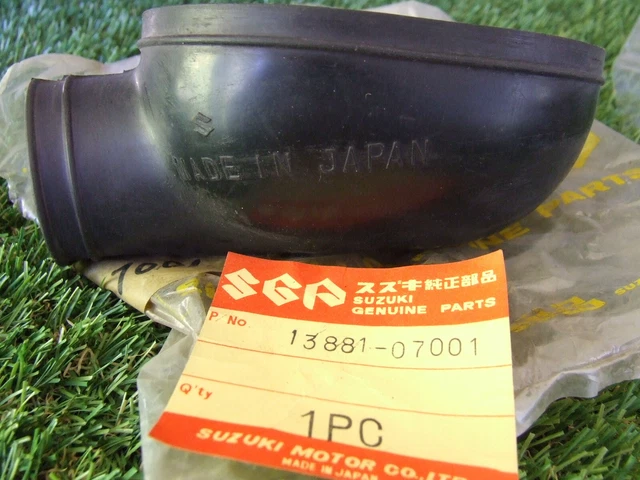 MADE IN JAPAN
SGP スズキ純正部品
SUZUKI
GENUINE PARTS
P. No
13881-07001
Q'ty
1PC
SUZUKI MOTOR CO., LTD
MADE IN JAPAN
PARTS